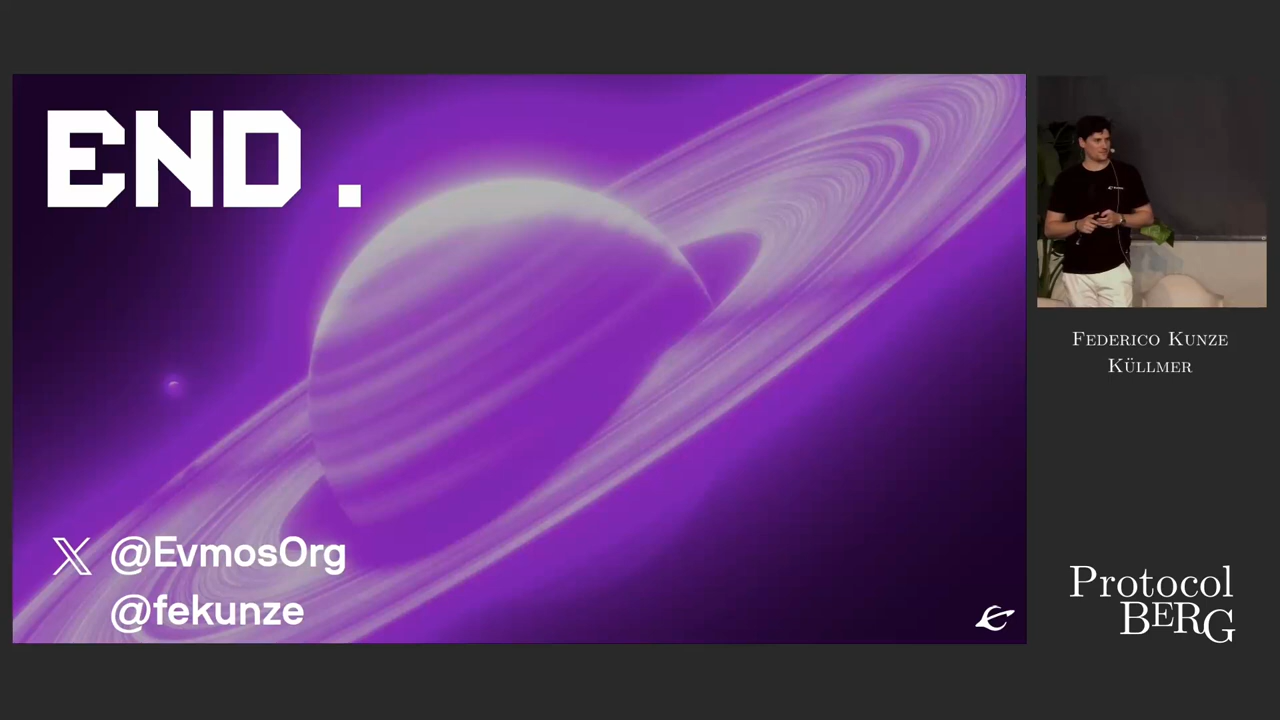 END.
@EvmosOrg
@fekunze
FEDERICO KUNZE
KÜLLMER
Protocol
BERG